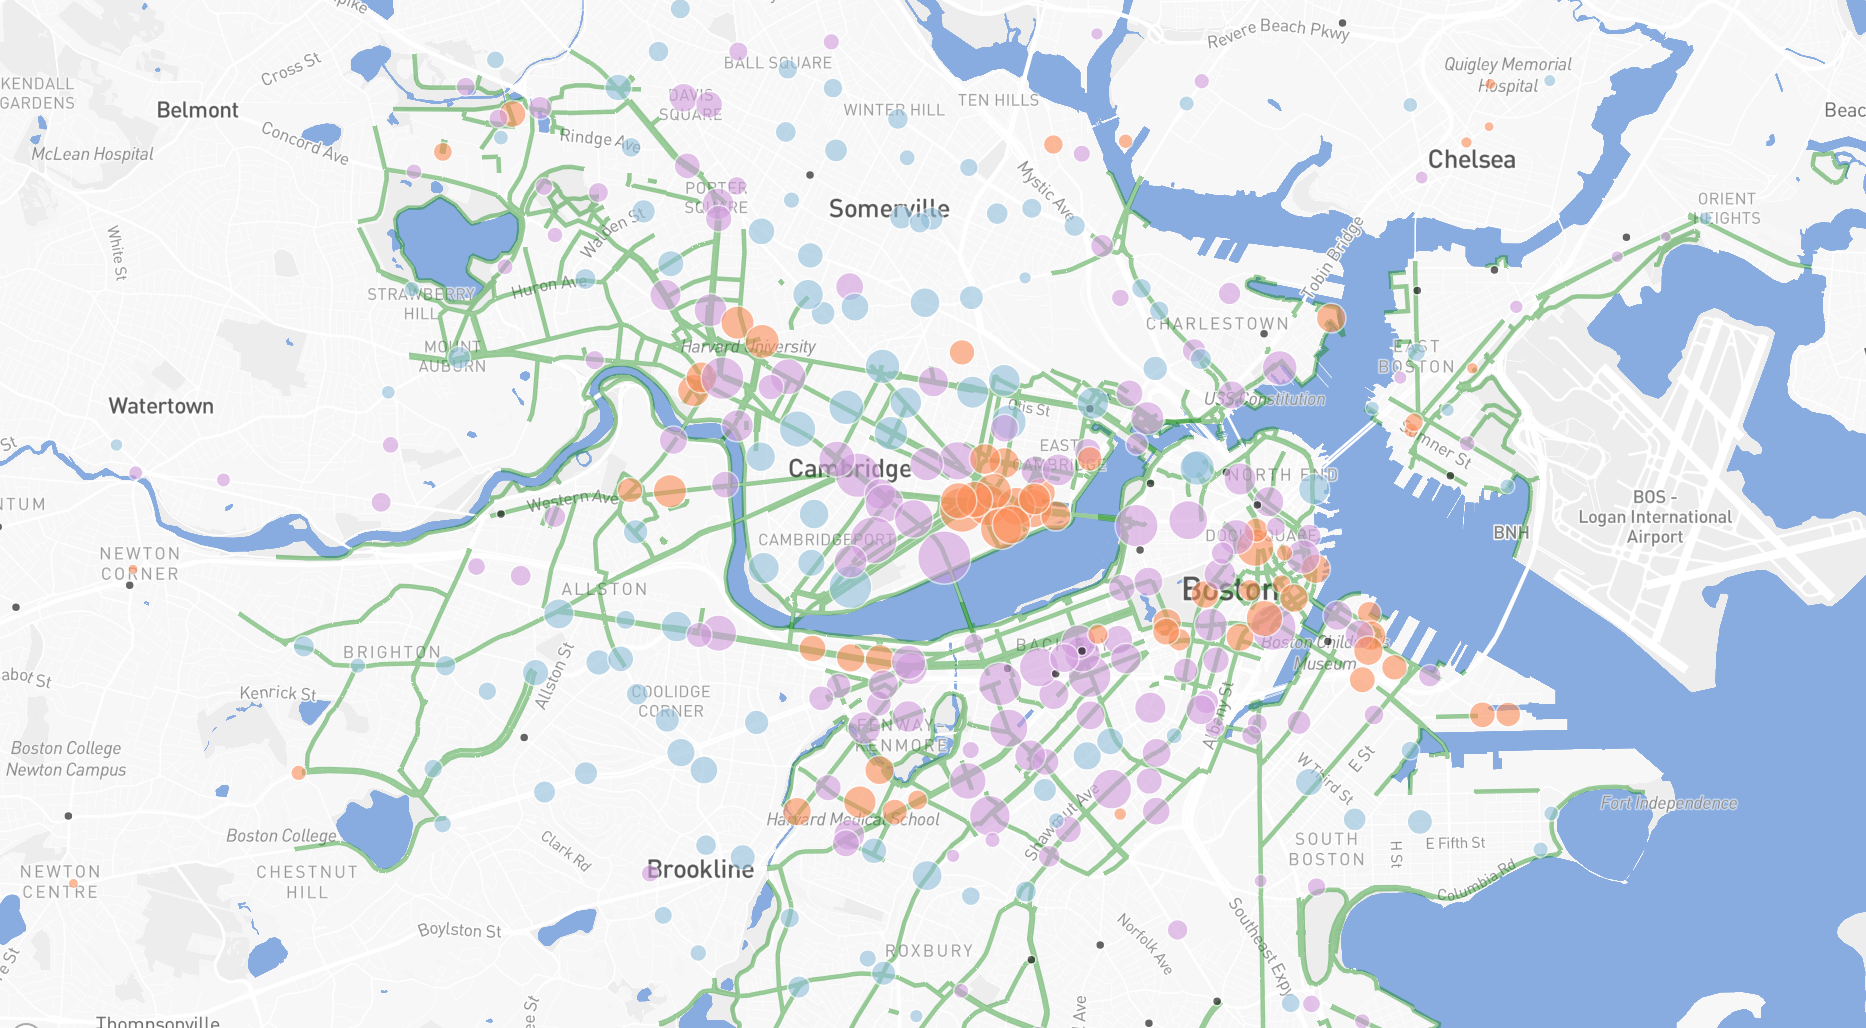 Revere Beach Pkwy
Cross St
BALL SQUARE
Quigley Memorial
Hospital
KENDALL
GARDENS
Belmont
DAVIS
SQUARE
WINTER HILL
TEN HILLS
Beac
Concord Ave
Rindge Ave
McLean Hospital
Chelsea
Mystic Ave
PORTER
SQUARE
Somerville
ORIENT
HEIGHTS
White St
Walden St
Tobin Bridge
Huron Ave
STRAWBERRY
HILL
CHARLESTOWN
MOUNT
AUBURN
Harvard University
EAST
BOSTON
Watertown
Otis St
USS Constitution
St
Sumner St
EAST
CAMBRIDGE
Cambridge
NORTH END
Western Ave
NTUM
BOS -
Logan International
Airport
BNH
NEWTON
CORNER
CAMBRIDGEPORT
DOCK SQUARE
ALLSTON
Boston
BRIGHTON
BACK BAY
Boston Children's
Museum
abot St
Kenrick St
Allston St
COOLIDGE
CORNER
Albany St
FENWAY-
KENMORE
Boston College
Newton Campus
E St
W Third St
Harvard Medical School
Shawmut Ave
Fort Independence
Boston College
SOUTH
BOSTON
H St
E Fifth St
Clark Rd
Brookline
NEWTON
CENTRE
CHESTNUT
HILL
Columbia Rd
Boylston St
Southeast Expy
Norfolk Ave
ROXBURY
ee St
Ave
Thompsonville